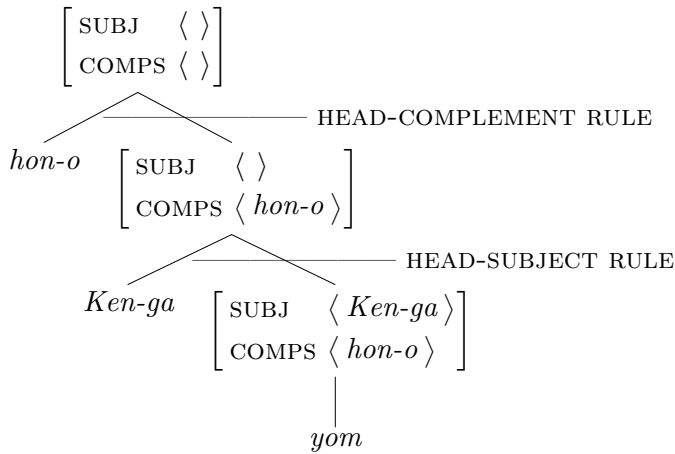 SUBJ ⟨ ⟩
COMPS ⟨ ⟩
HEAD-COMPLEMENT RULE
hon-o
SUBJ ⟨ ⟩
COMPS ⟨ hon-o ⟩
HEAD-SUBJECT RULE
Ken-ga
SUBJ ⟨ Ken-ga ⟩
COMPS ⟨ hon-o ⟩
yom